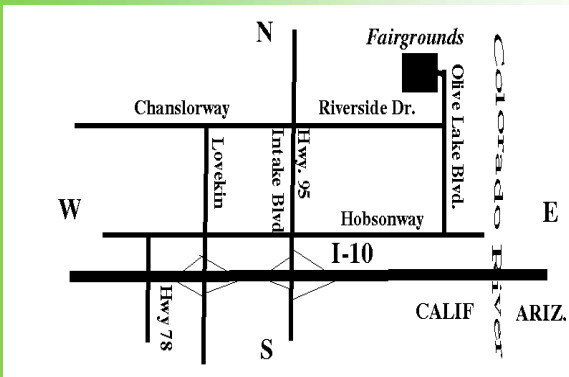 N
Fairgrounds
Colorado River
Olive Lake Blvd.
Chanslorway
Riverside Dr.
Lovekin
Intake Blvd
Hwy. 95
W
E
Hobsonway
I-10
Hwy 78
CALIF
ARIZ.
S